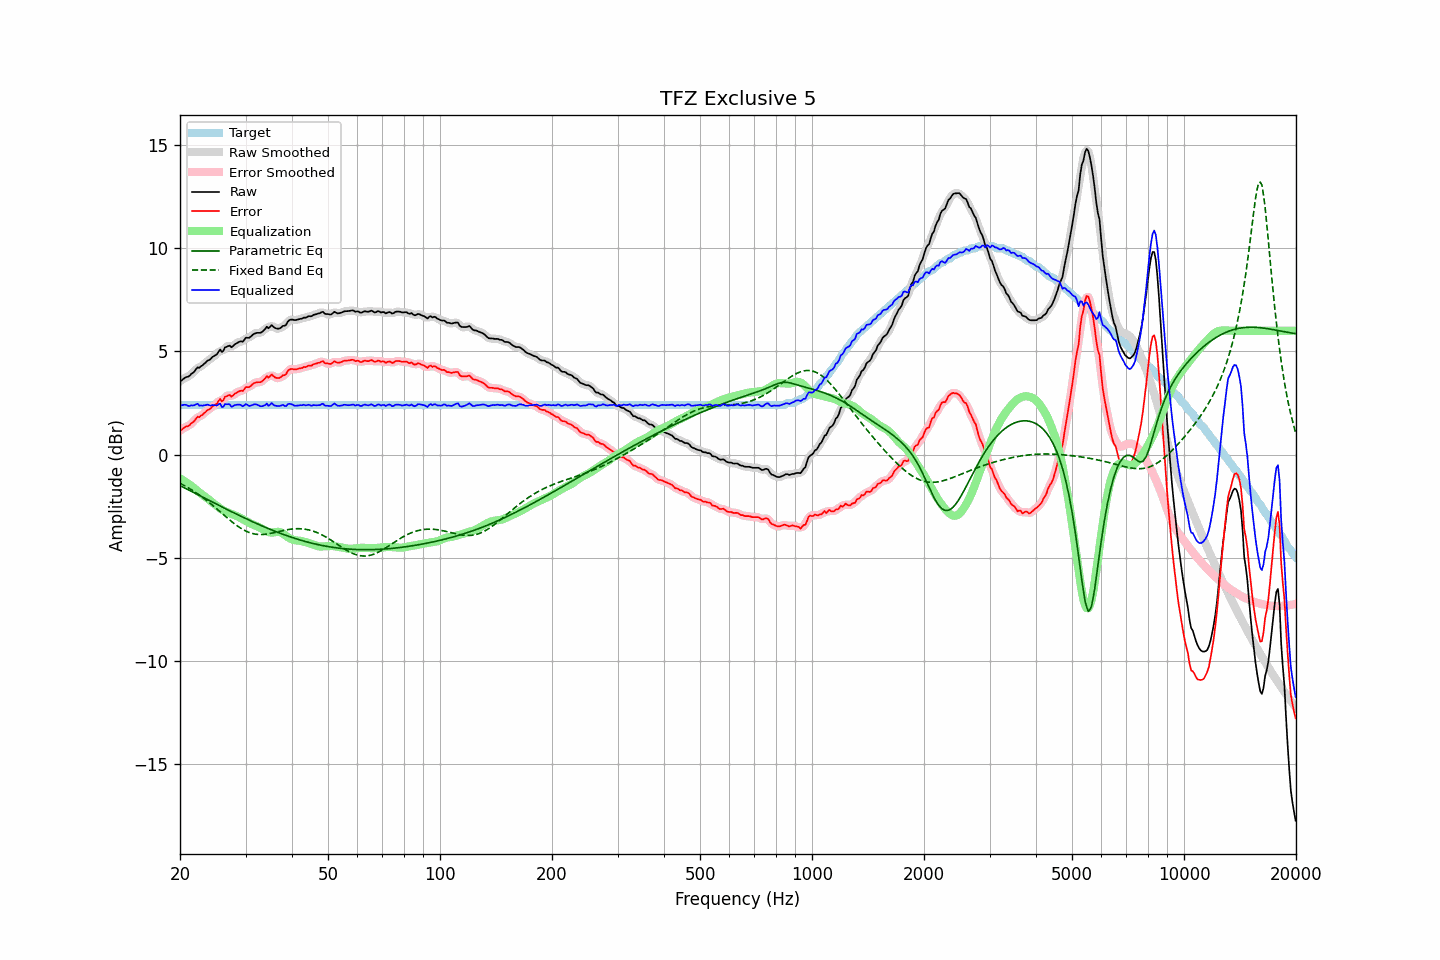 TFZ Exclusive 5
Target
Raw Smoothed
Error Smoothed
Raw
Error
Equalization
Parametric Eq
Fixed Band Eq
Equalized
15
10
5
0
−5
−10
−15
Amplitude (dBr)
20
50
100
200
500
1000
2000
5000
10000
20000
Frequency (Hz)